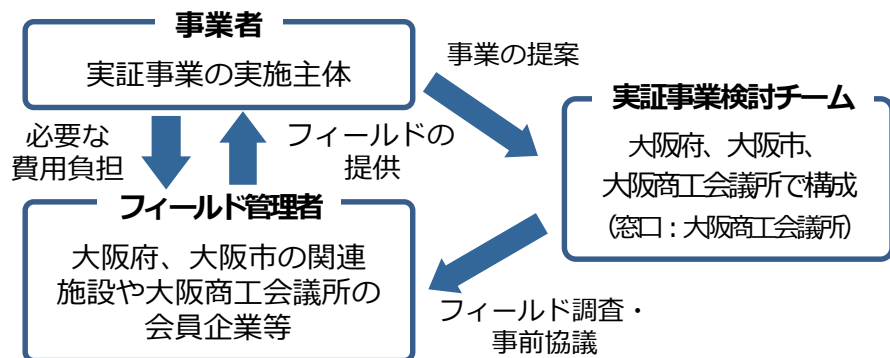 事業者
実証事業の実施主体
事業の提案
実証事業検討チーム
大阪府、大阪市、
大阪商工会議所で構成
（窓口：大阪商工会議所）
必要な
費用負担
フィールドの
提供
フィールド管理者
大阪府、大阪市の関連
施設や大阪商工会議所の
会員企業等
フィールド調査・
事前協議